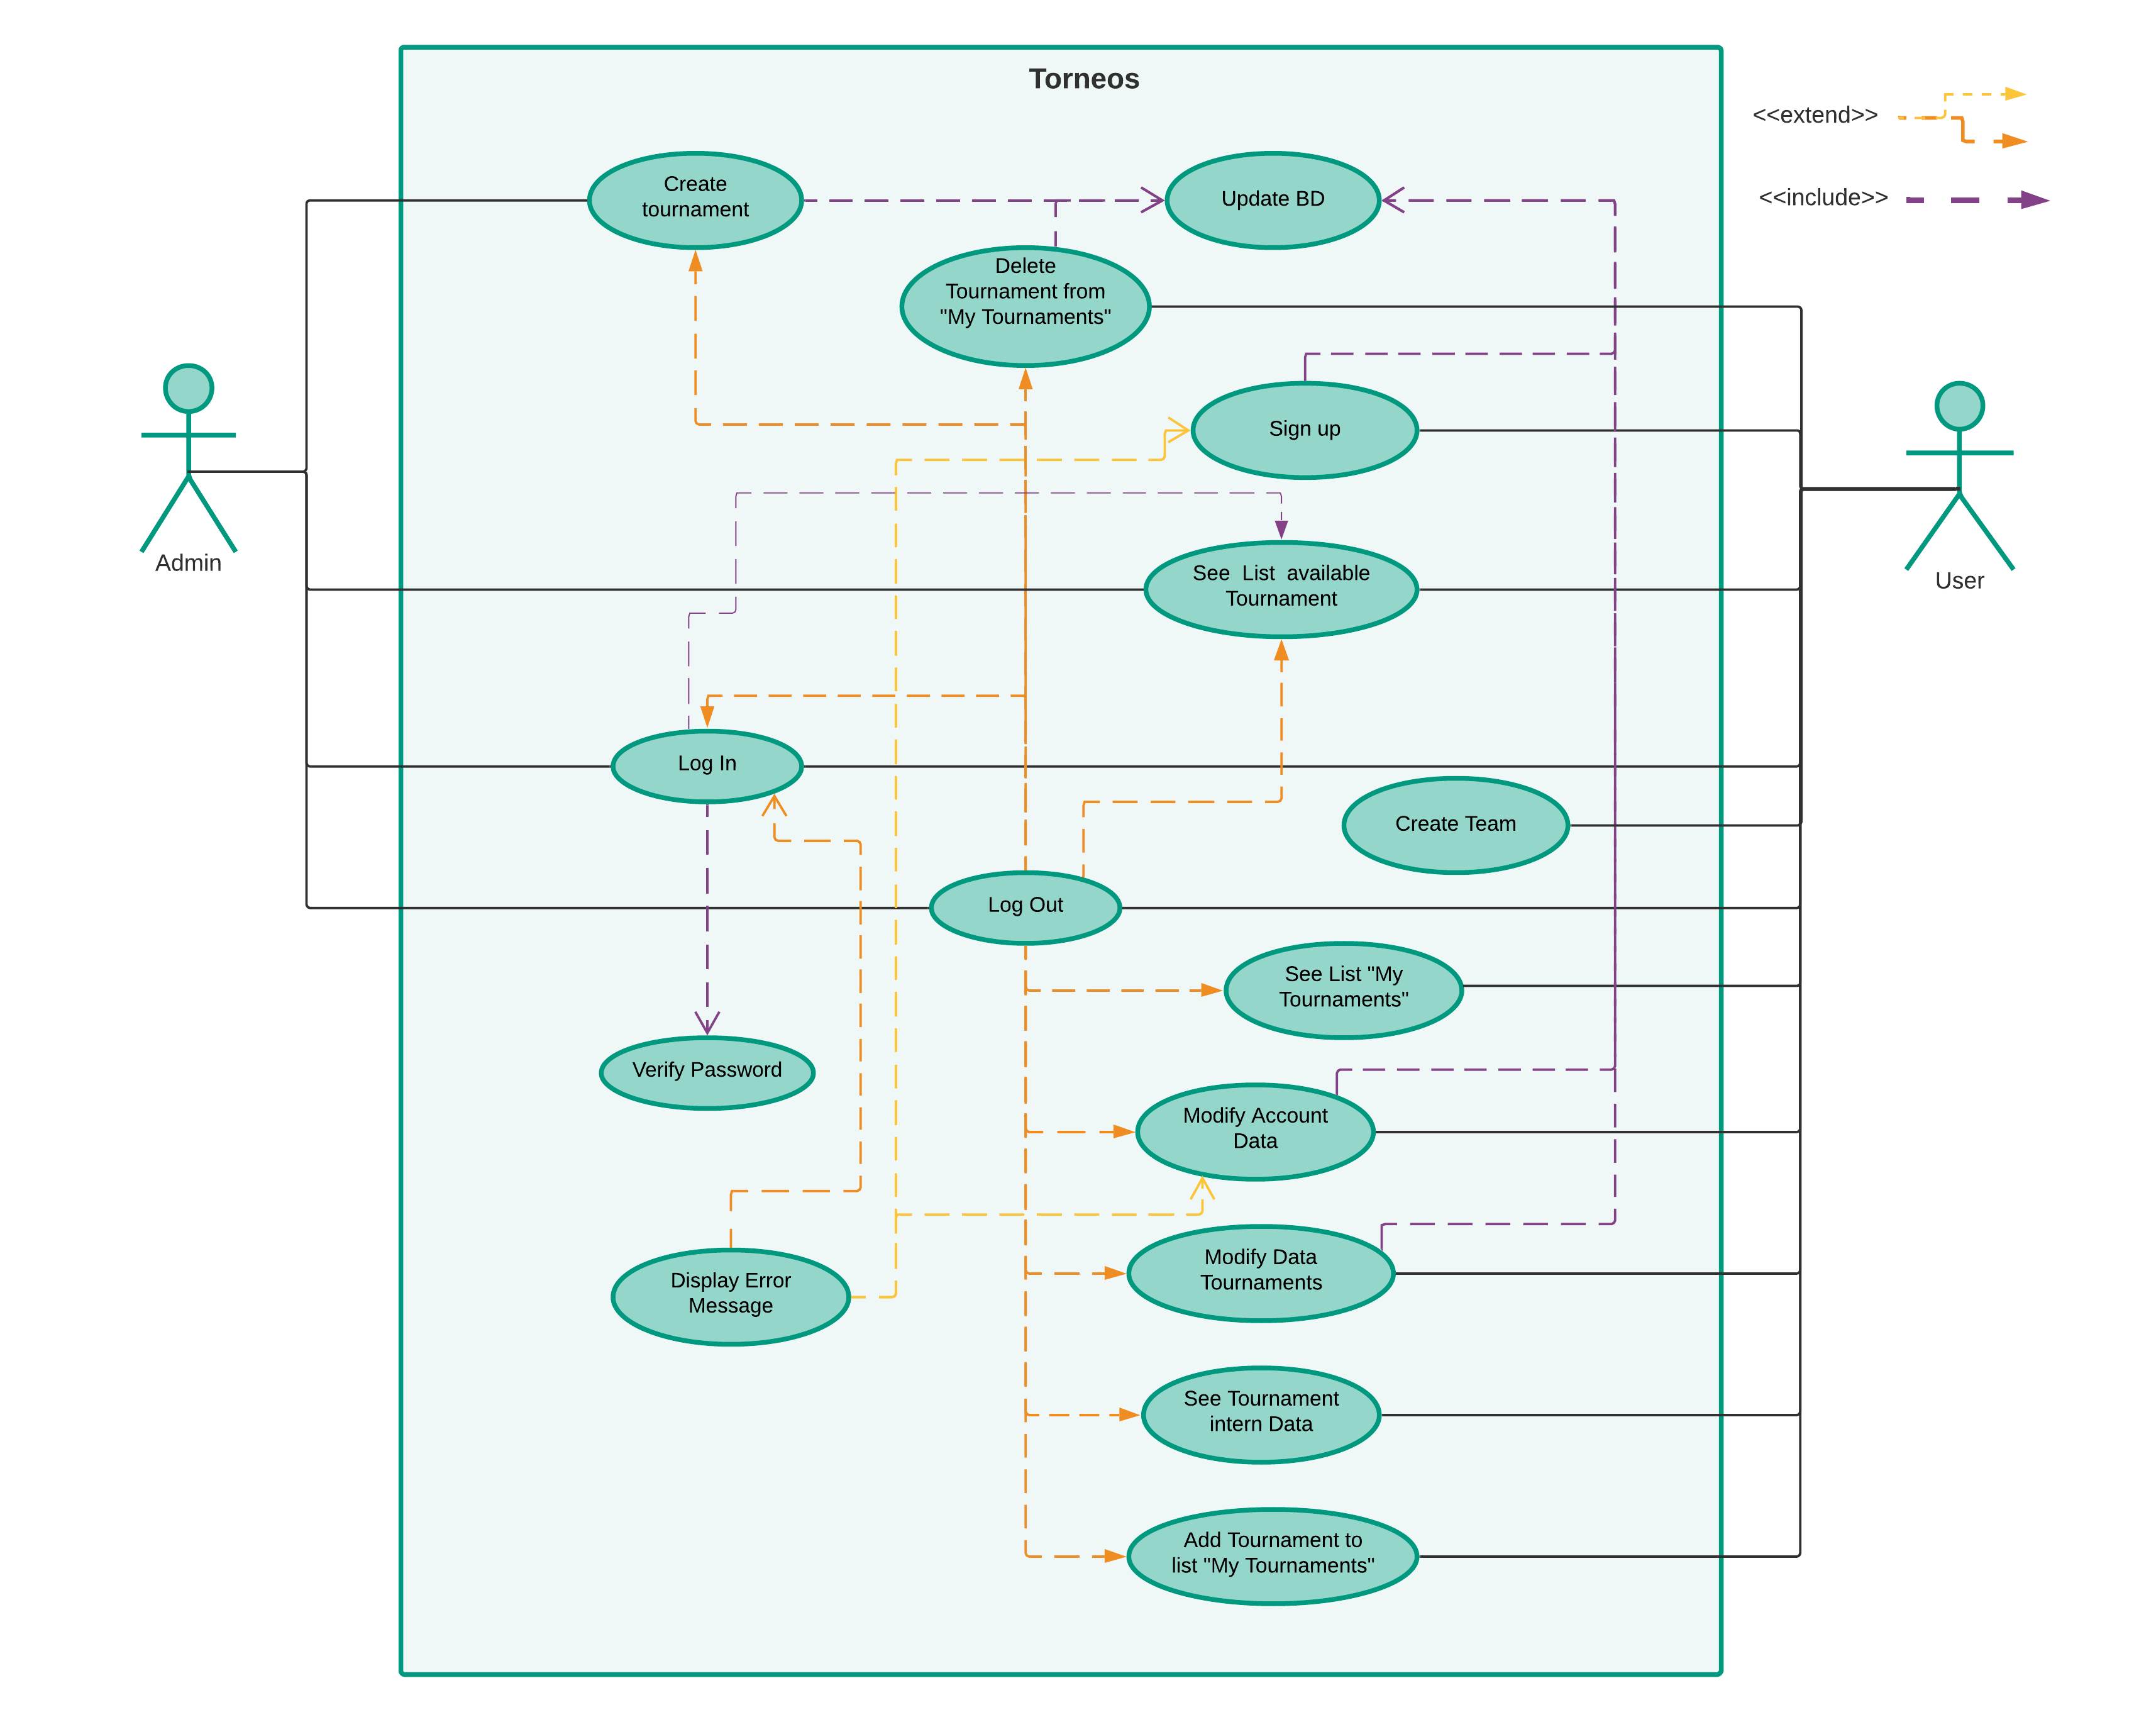 Torneos
<<extend>>
<<include>>
Create
tournament
Update BD
Delete
Tournament from
"My Tournaments"
Sign up
Admin
User
See List available
Tournament
Log In
Create Team
Log Out
See List "My
Tournaments"
Verify Password
Modify Account
Data
Modify Data
Tournaments
Display Error
Message
See Tournament
intern Data
Add Tournament to
list "My Tournaments"